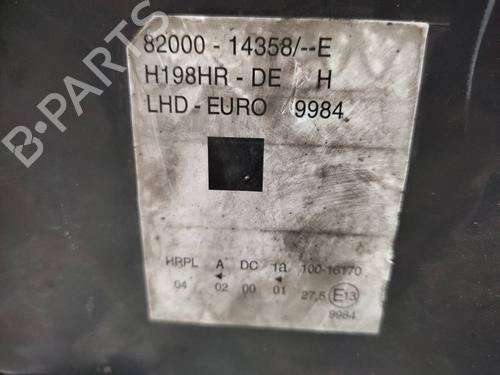 82000 - 14358/--E
H198HR - DE H
LHD - EURO 9984
HRPL A DC 1a 100-16170
04 02 00 01 27,5 E13
9984
B-PARTS